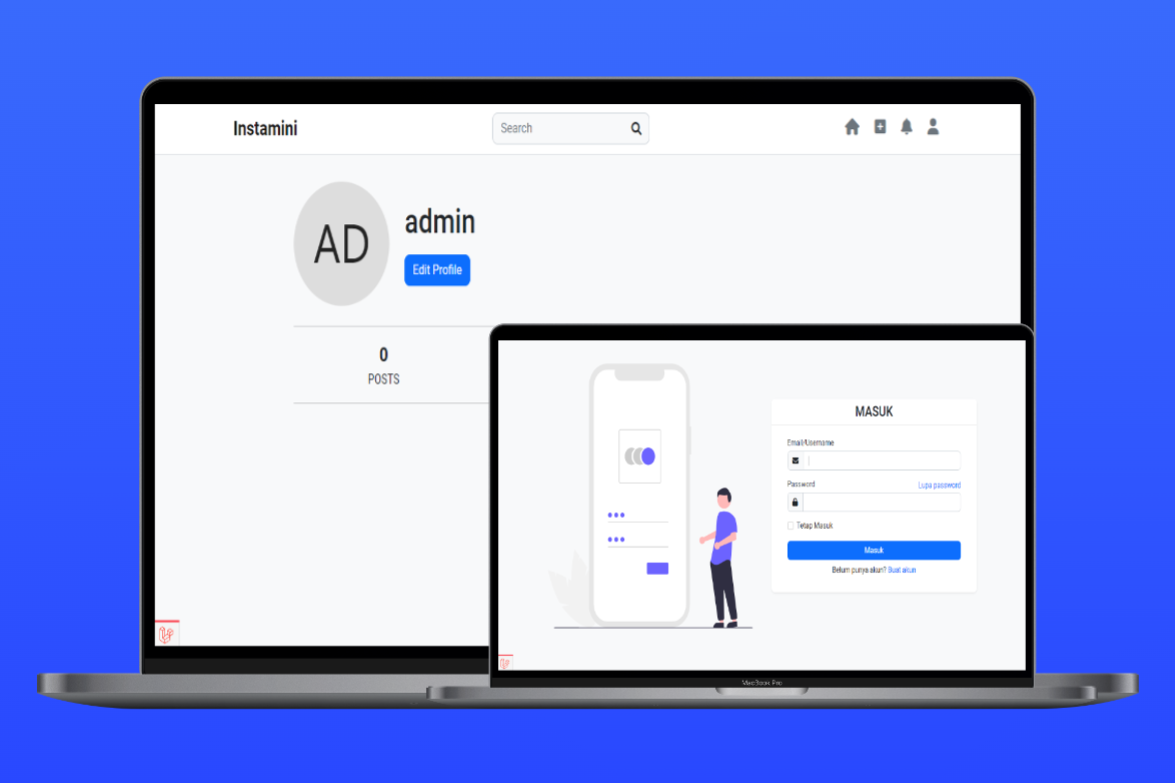 Instamini
Search
AD
admin
Edit Profile
0
POSTS
MASUK
Email/Username
Password
Lupa password
Tetap Masuk
Masuk
Belum punya akun? Buat akun
MacBook Pro